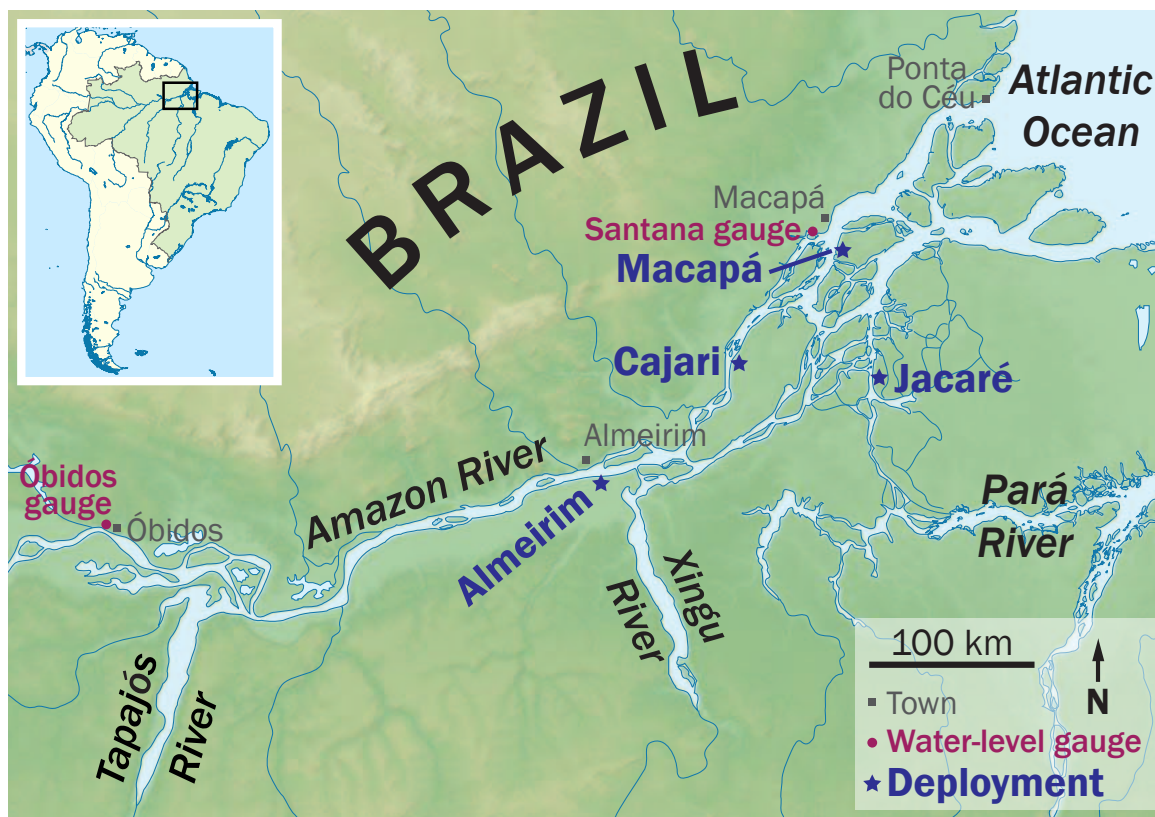 BRAZIL
Ponta
do Céu
Atlantic
Ocean
Macapá
Santana gauge
Macapá
Cajari
Jacaré
Almeirim
Amazon River
Almeirim
Óbidos
gauge
Óbidos
Pará
River
Xingu
River
Tapajós
River
100 km
Town
N
Water-level gauge
Deployment